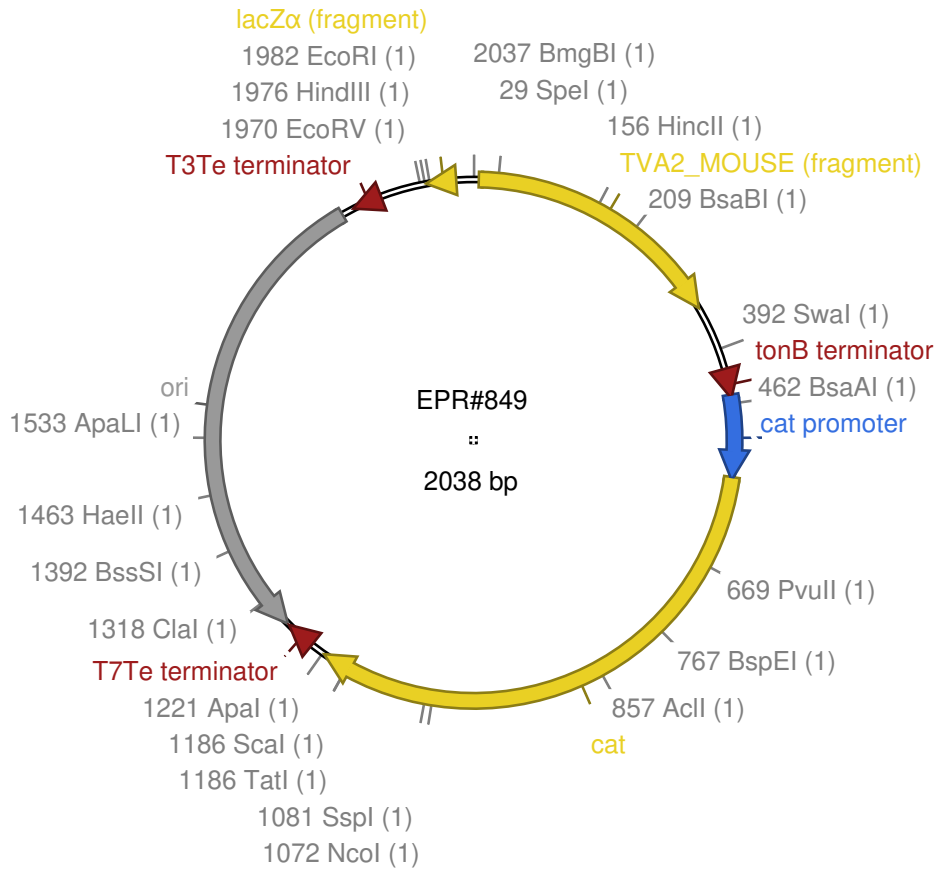 lacZα (fragment)
1982 EcoRI (1)
1976 HindIII (1)
1970 EcoRV (1)
T3Te terminator
2037 BmgBI (1)
29 SpeI (1)
156 HincII (1)
TVA2_MOUSE (fragment)
209 BsaBI (1)
392 SwaI (1)
tonB terminator
462 BsaAI (1)
cat promoter
EPR#849
2038 bp
669 PvuII (1)
767 BspEI (1)
857 AclI (1)
cat
ori
1533 ApaLI (1)
1463 HaeII (1)
1392 BssSI (1)
1318 ClaI (1)
T7Te terminator
1221 ApaI (1)
1186 ScaI (1)
1186 TatI (1)
1081 SspI (1)
1072 NcoI (1)